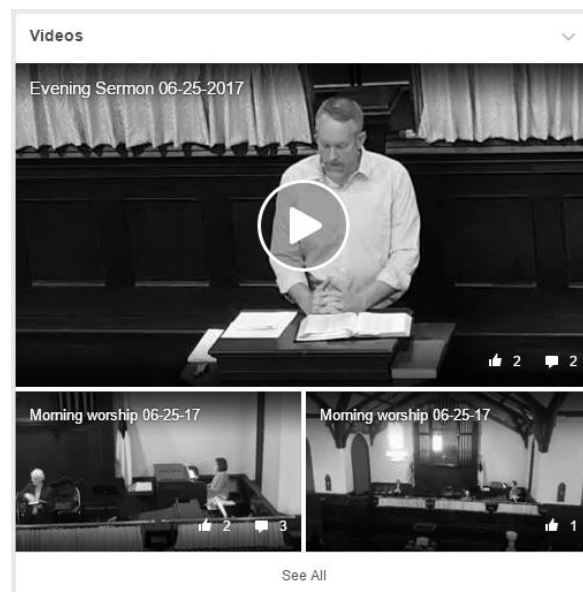 Videos
Evening Sermon 06-25-2017
2 2
Morning worship 06-25-17
2 3
Morning worship 06-25-17
1
See All